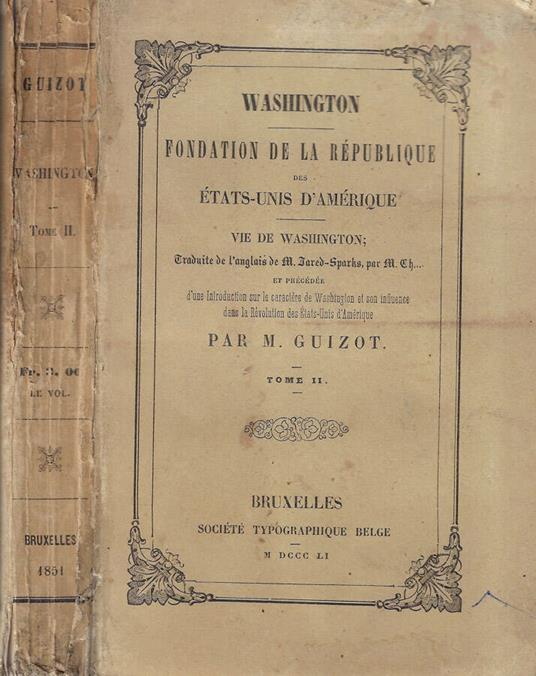 GUIZOT
WASHINGTON
TOME II.
Fr. 3. 00
LE VOL.
BRUXELLES
1851
WASHINGTON
FONDATION DE LA RÉPUBLIQUE
DES
ÉTATS-UNIS D'AMÉRIQUE
VIE DE WASHINGTON;
Traduite de l'anglais de M. Jared-Sparks, par M. Ch...
ET PRÉCÉDÉE
d'une Introduction sur le caractère de Washington et son influence
dans la Révolution des États-Unis d'Amérique
PAR M. GUIZOT.
TOME II.
BRUXELLES
SOCIÉTÉ TYPOGRAPHIQUE BELGE
M DCCC LI